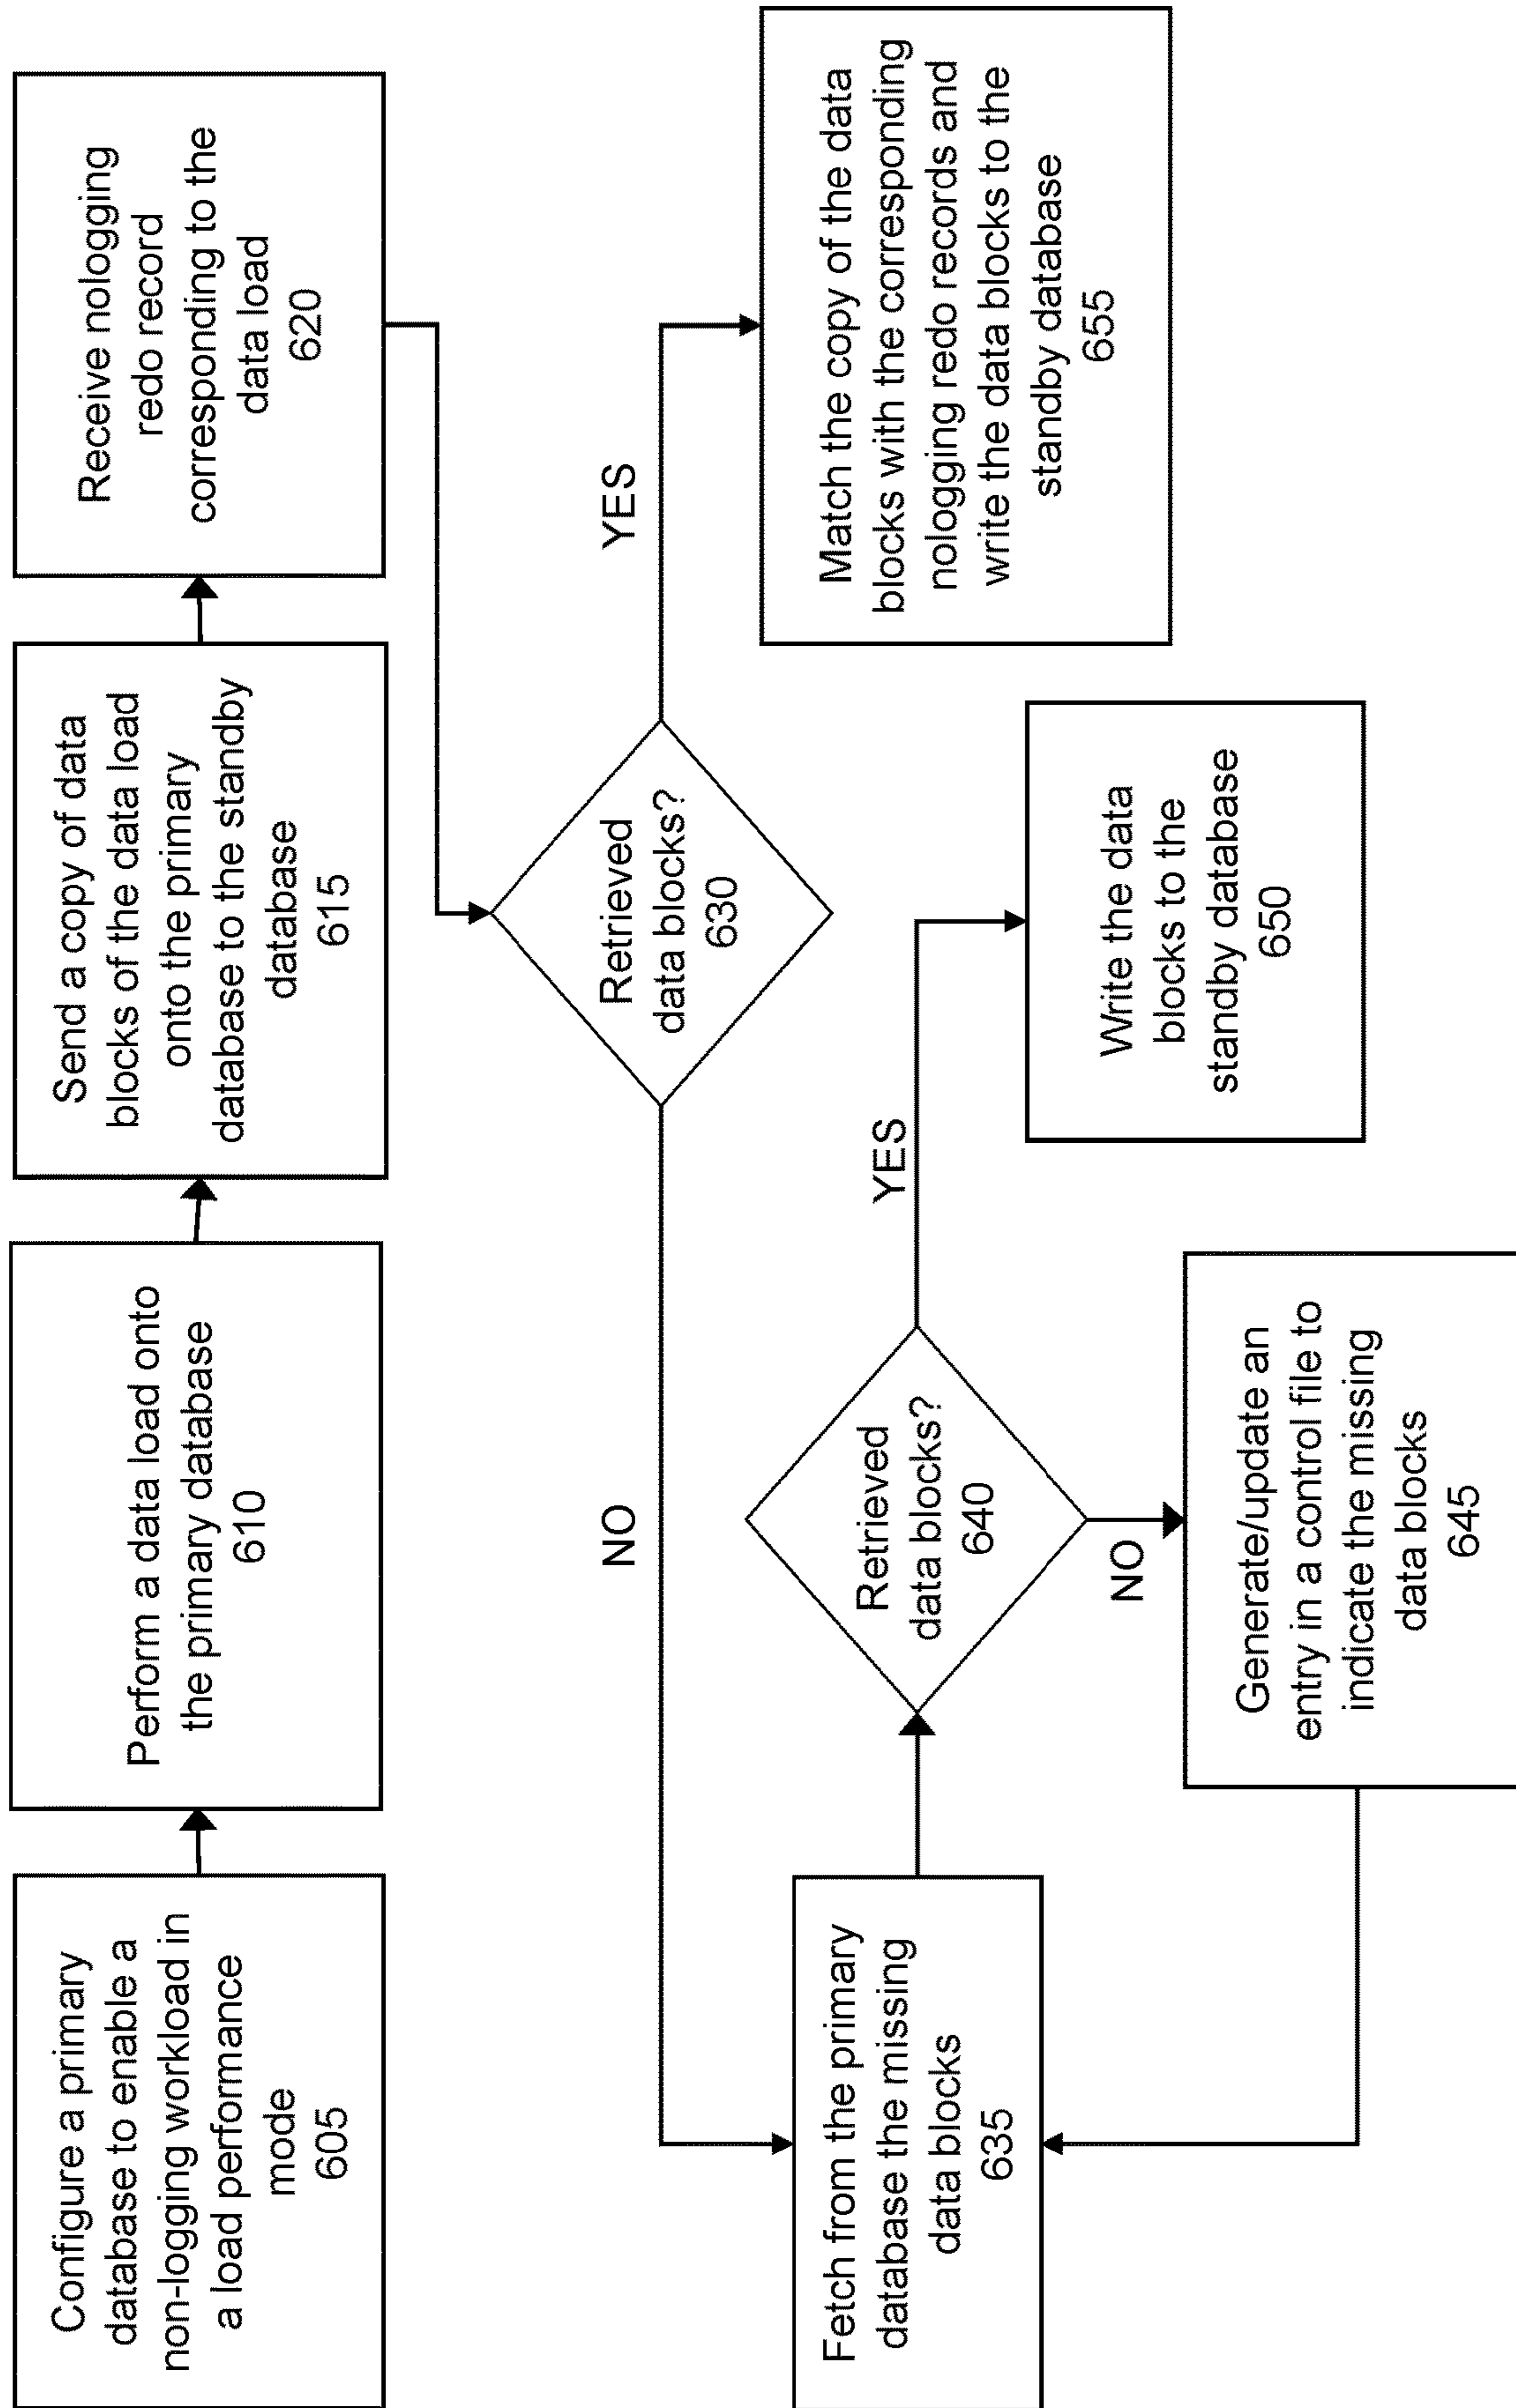 Configure a primary
database to enable a
non-logging workload in
a load performance
mode
605
Perform a data load onto
the primary database
610
Send a copy of data
blocks of the data load
onto the primary
database to the standby
database
615
Receive nologging
redo record
corresponding to the
data load
620
Retrieved
data blocks?
630
NO
YES
Fetch from the primary
database the missing
data blocks
635
Retrieved
data blocks?
640
YES
NO
Generate/update an
entry in a control file to
indicate the missing
data blocks
645
Write the data
blocks to the
standby database
650
Match the copy of the data
blocks with the corresponding
nologging redo records and
write the data blocks to the
standby database
655